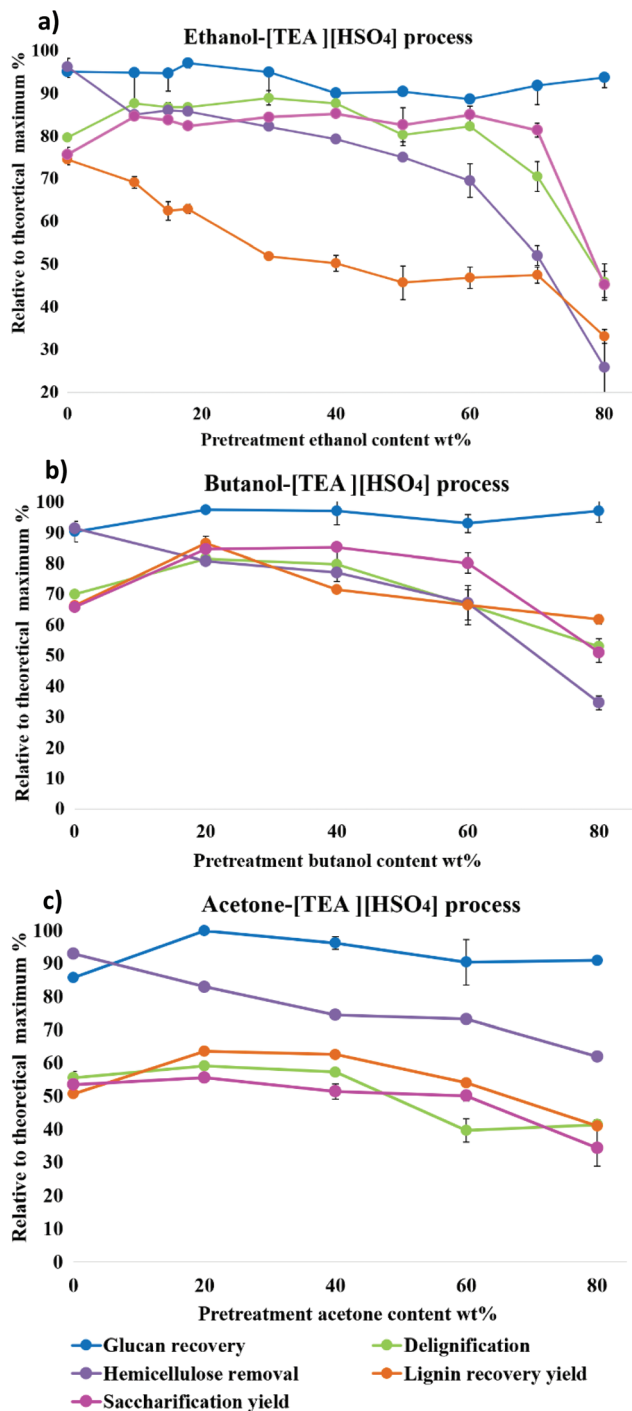 a)
Ethanol-[TEA ][HSO4] process
Relative to theoretical maximum %
100
90
80
70
60
50
40
30
20
0 20 40 60 80
Pretreatment ethanol content wt%
b)
Butanol-[TEA ][HSO4] process
Relative to theoretical maximum %
100
90
80
70
60
50
40
30
20
10
0
0 20 40 60 80
Pretreatment butanol content wt%
c)
Acetone-[TEA ][HSO4] process
Relative to theoretical maximum %
100
90
80
70
60
50
40
30
20
10
0
0 20 40 60 80
Pretreatment acetone content wt%
Glucan recovery Delignification
Hemicellulose removal Lignin recovery yield
Saccharification yield